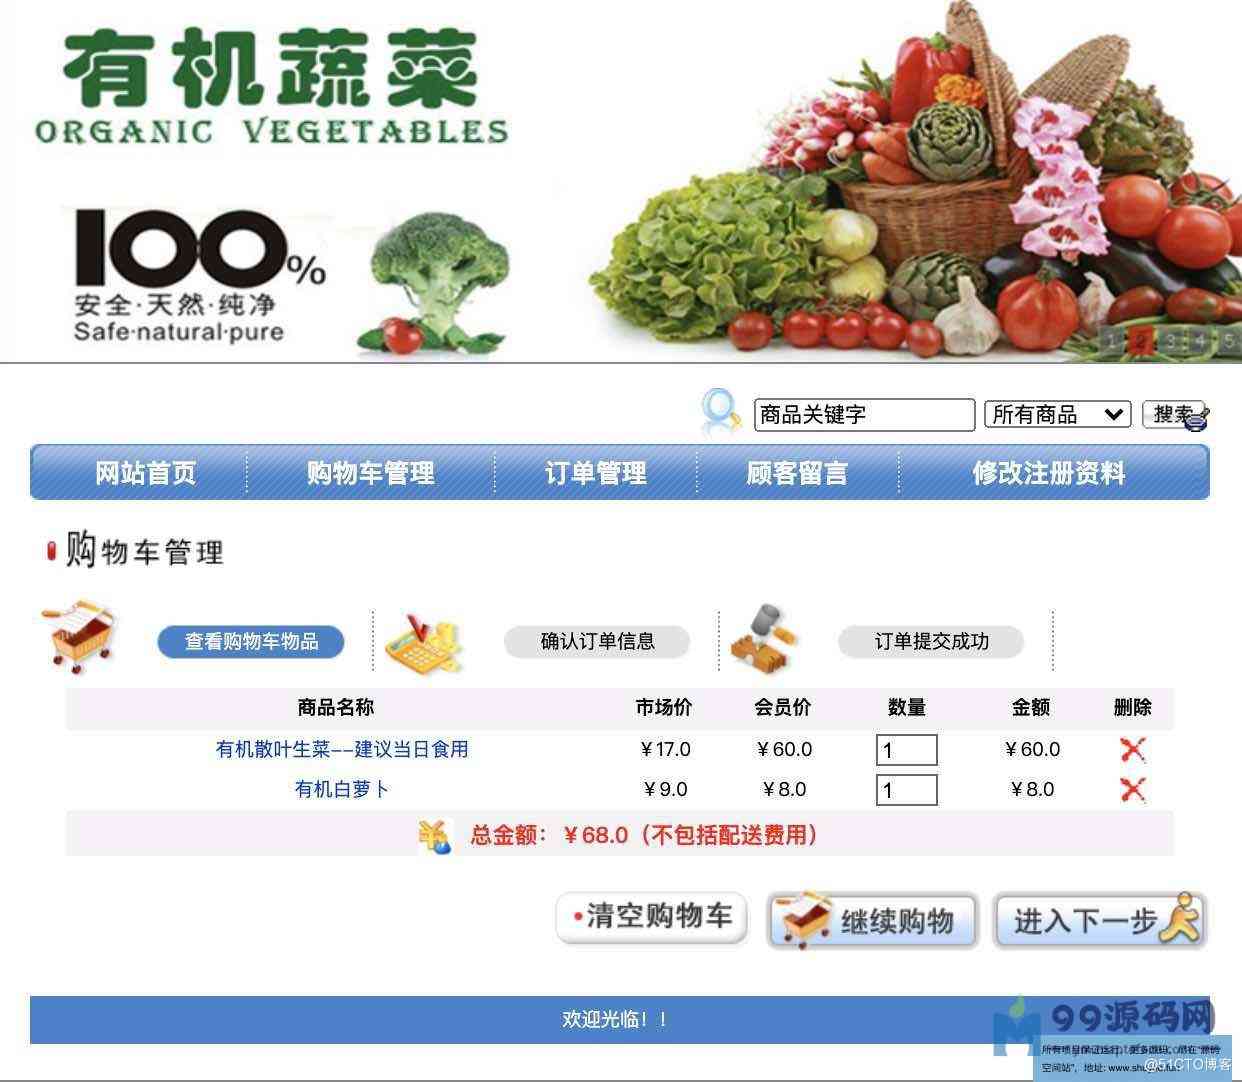 有机蔬菜
ORGANIC VEGETABLES
100%
安全·天然·纯净
Safe·natural·pure
1 2 3 4 5
商品关键字 所有商品 搜索
网站首页 购物车管理 订单管理 顾客留言 修改注册资料
购物车管理
查看购物车物品 确认订单信息 订单提交成功
商品名称 市场价 会员价 数量 金额 删除
有机散叶生菜--建议当日食用 ￥17.0 ￥60.0 1 ￥60.0
有机白萝卜 ￥9.0 ￥8.0 1 ￥8.0
总金额：￥68.0（不包括配送费用）
·清空购物车 继续购物 进入下一步
欢迎光临！！
99源码网
@51CTO博客